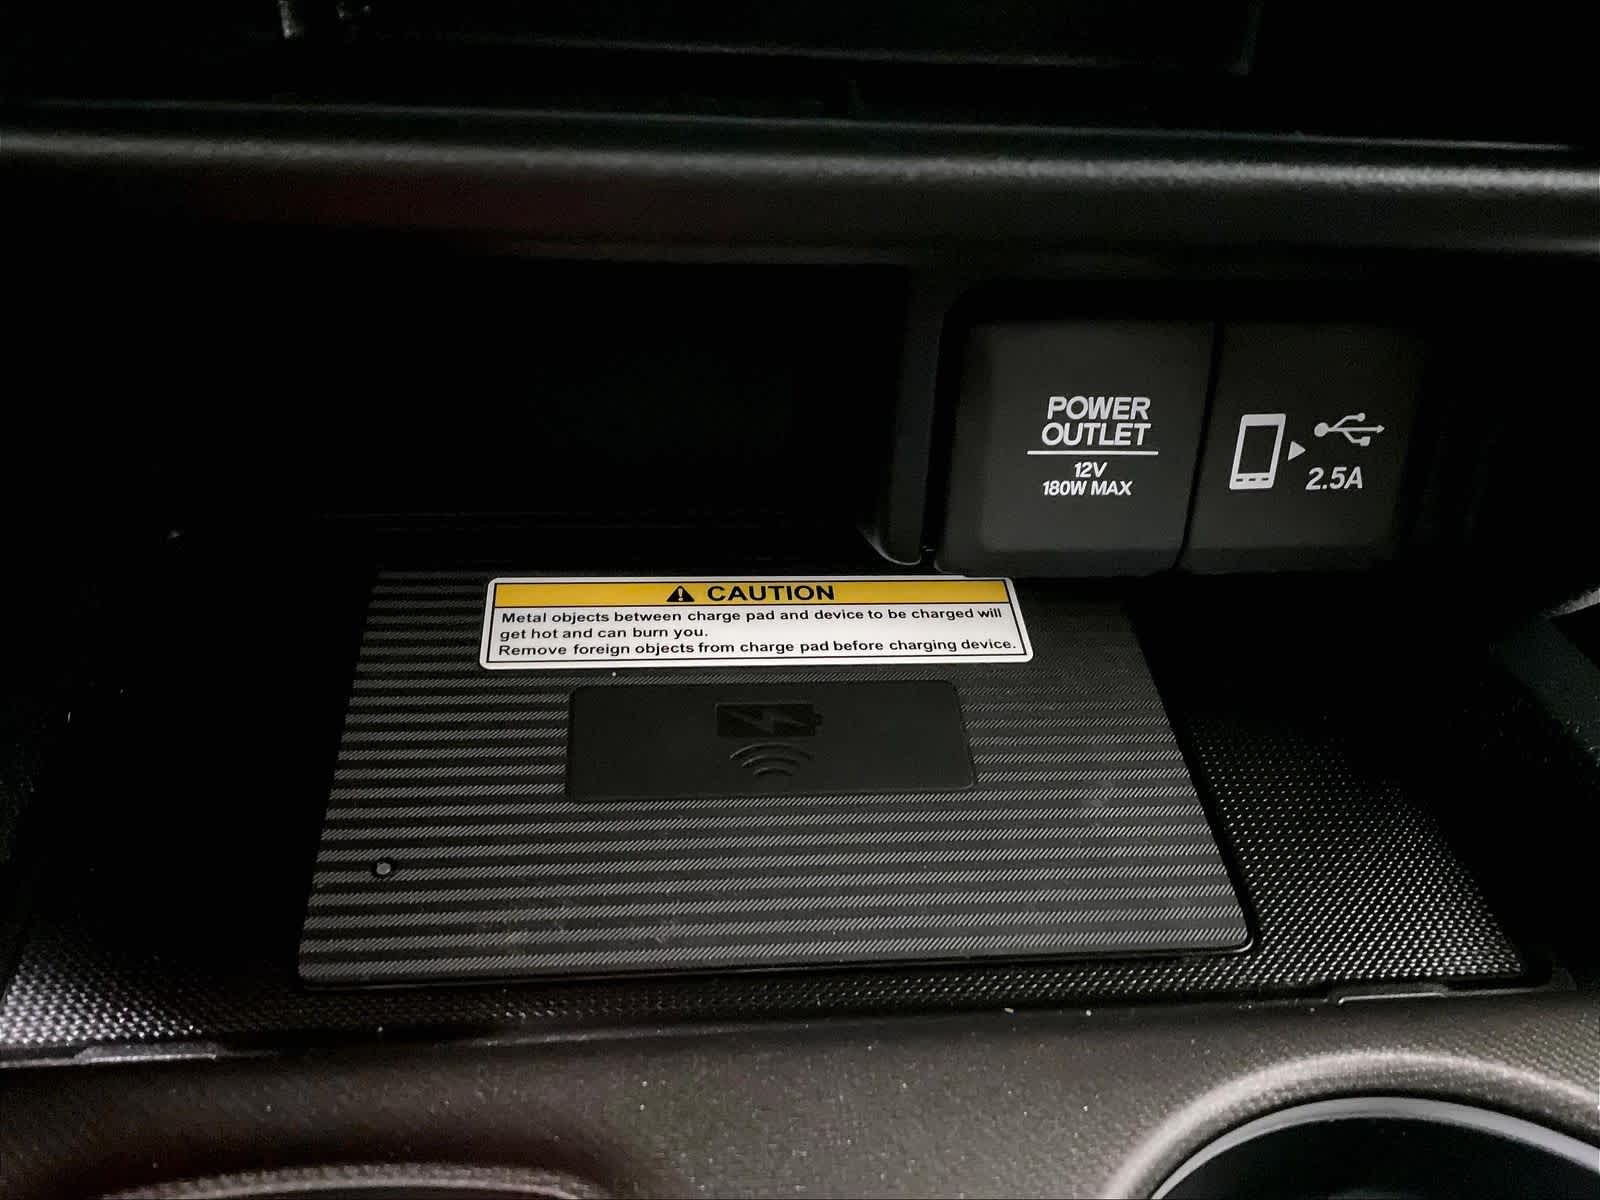 POWER
OUTLET
12V
180W MAX
2.5A
CAUTION
Metal objects between charge pad and device to be charged will
get hot and can burn you.
Remove foreign objects from charge pad before charging device.